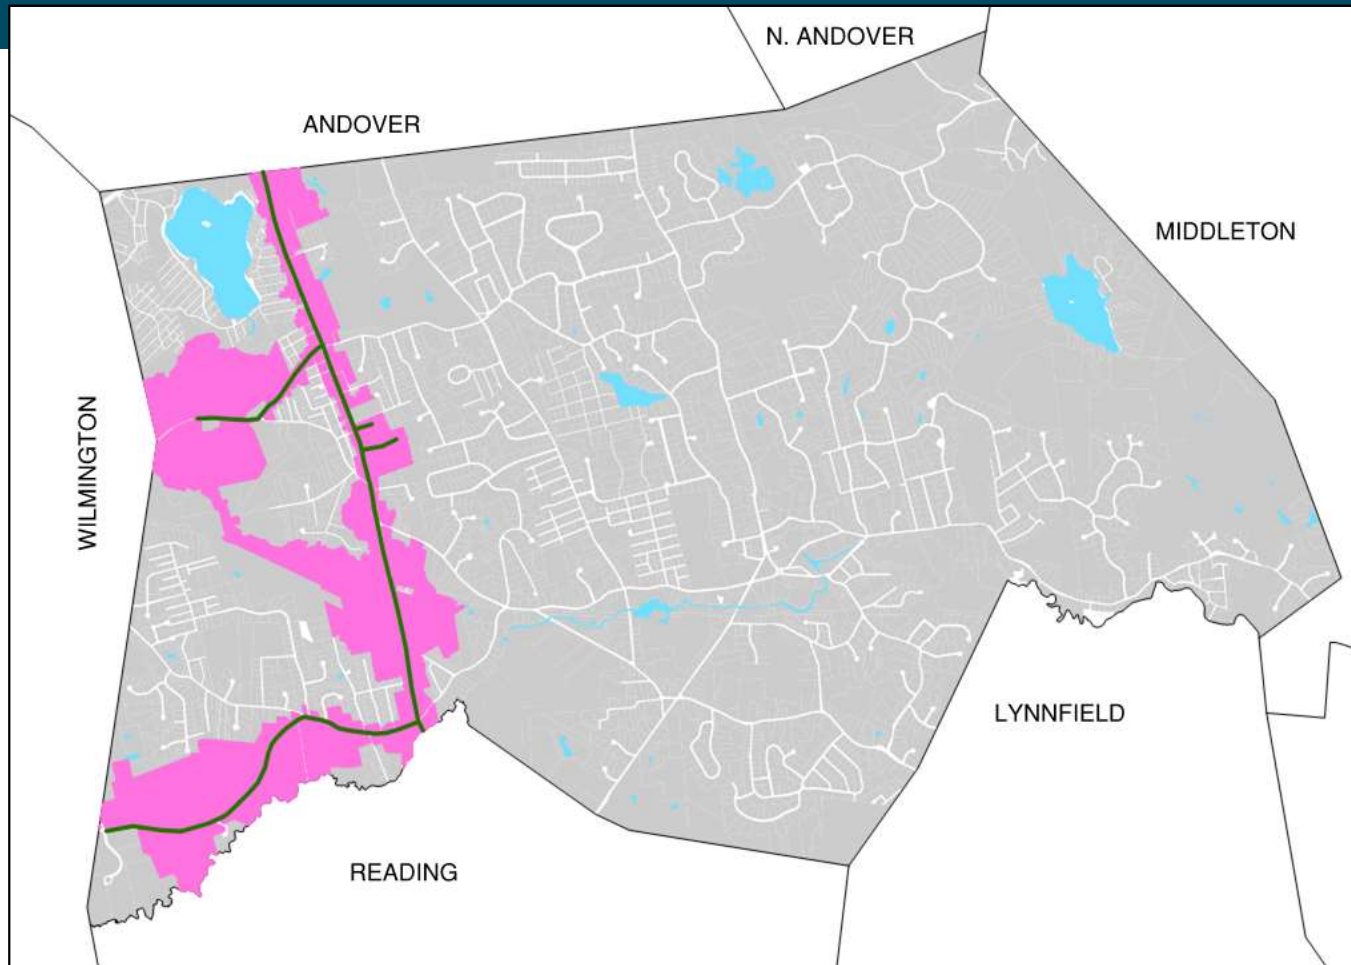 N. ANDOVER
ANDOVER
MIDDLETON
WILMINGTON
LYNNFIELD
READING